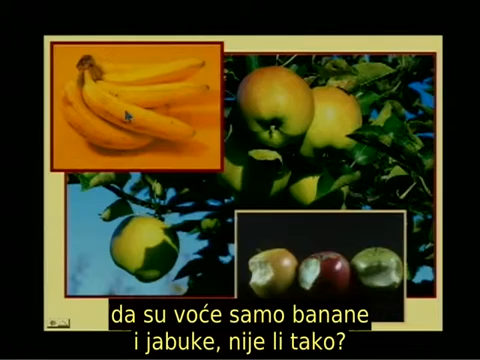 da su voće samo banane
i jabuke, nije li tako?